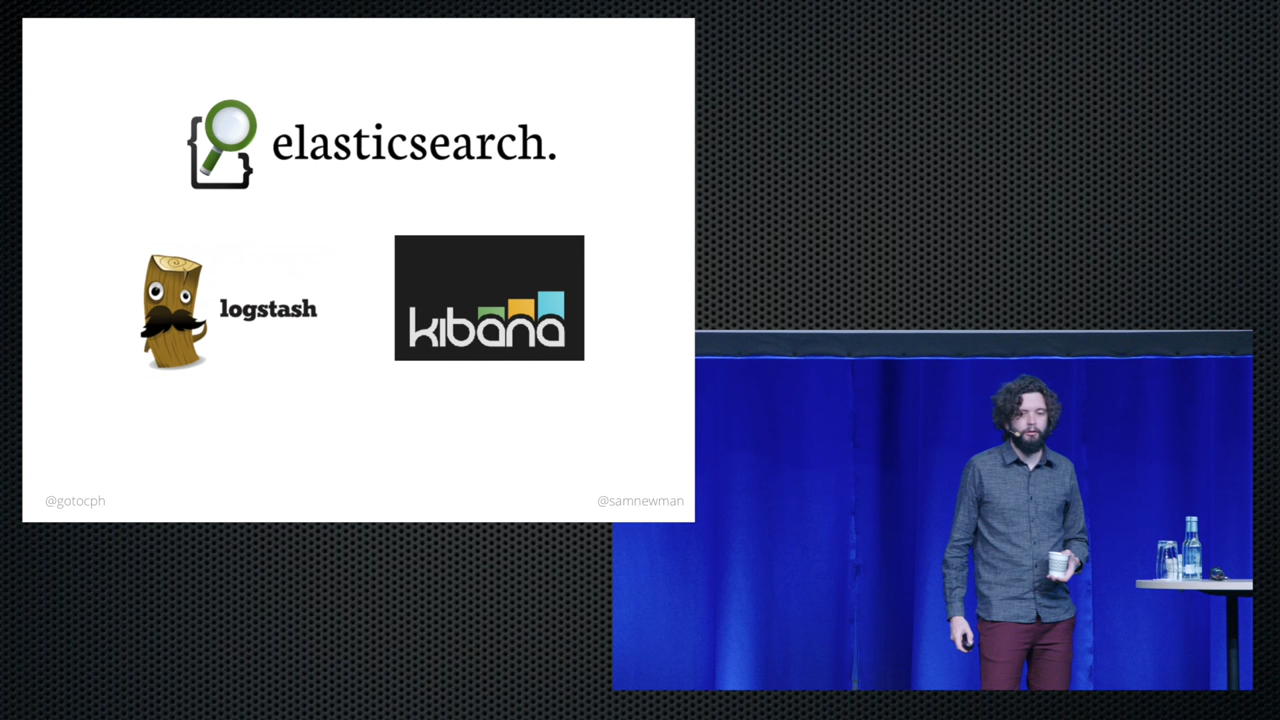 elasticsearch.
logstash
kibana
@gotocph
@samnewman